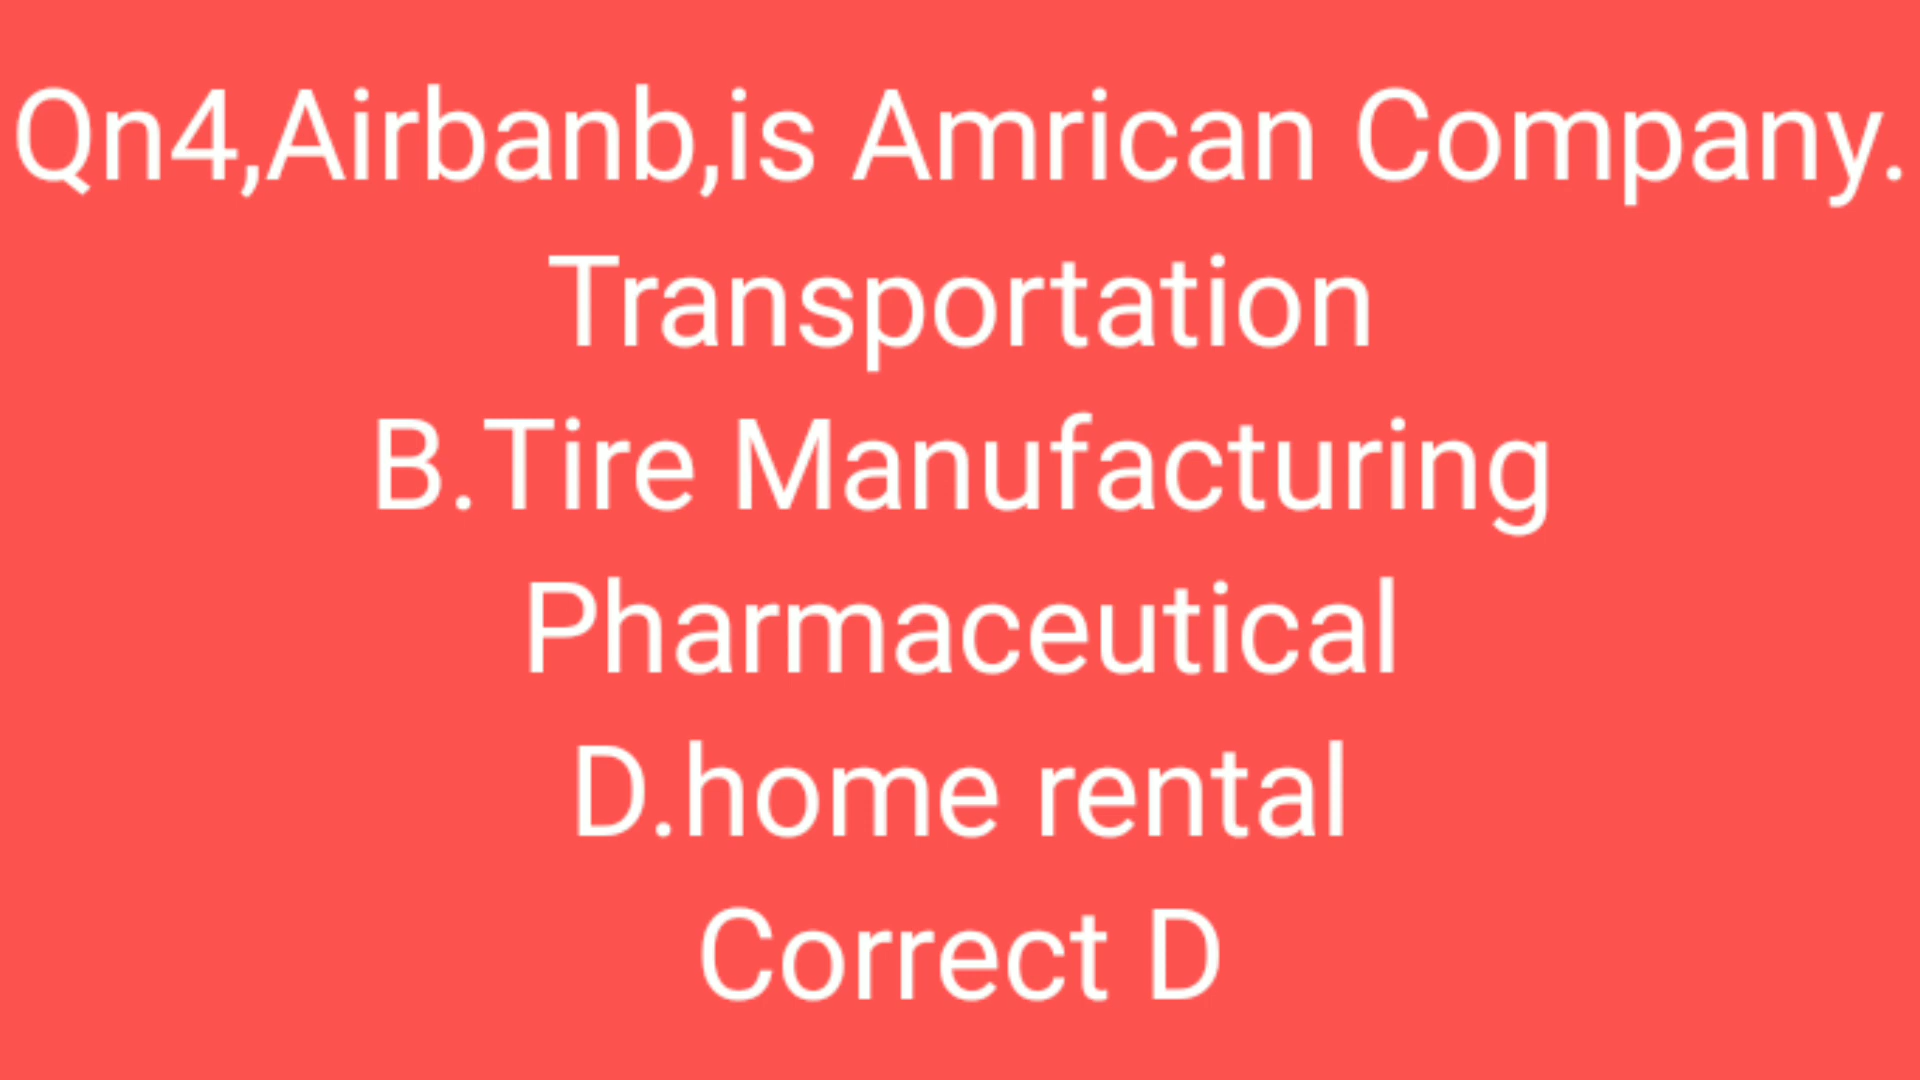 Qn4,Airbanb,is Amrican Company.
Transportation
B.Tire Manufacturing
Pharmaceutical
D.home rental
Correct D